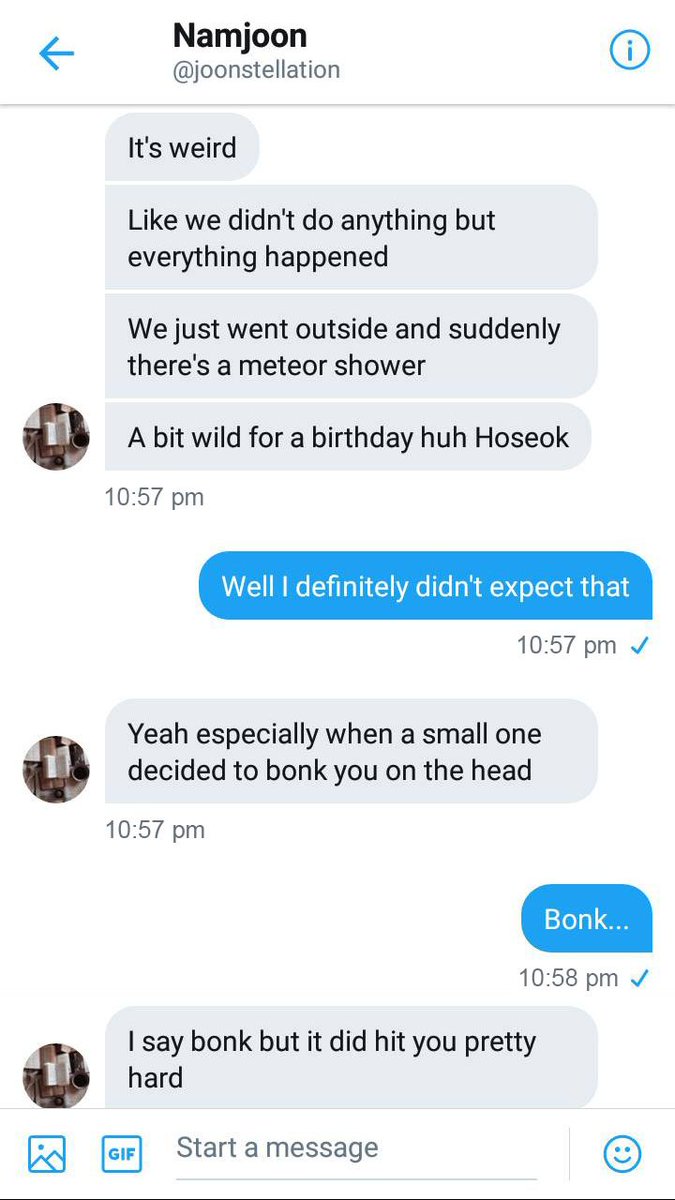 Namjoon
@joonstellation
It's weird
Like we didn't do anything but
everything happened
We just went outside and suddenly
there's a meteor shower
A bit wild for a birthday huh Hoseok
10:57 pm
Well I definitely didn't expect that
10:57 pm
Yeah especially when a small one
decided to bonk you on the head
10:57 pm
Bonk...
10:58 pm
I say bonk but it did hit you pretty
hard
GIF
Start a message